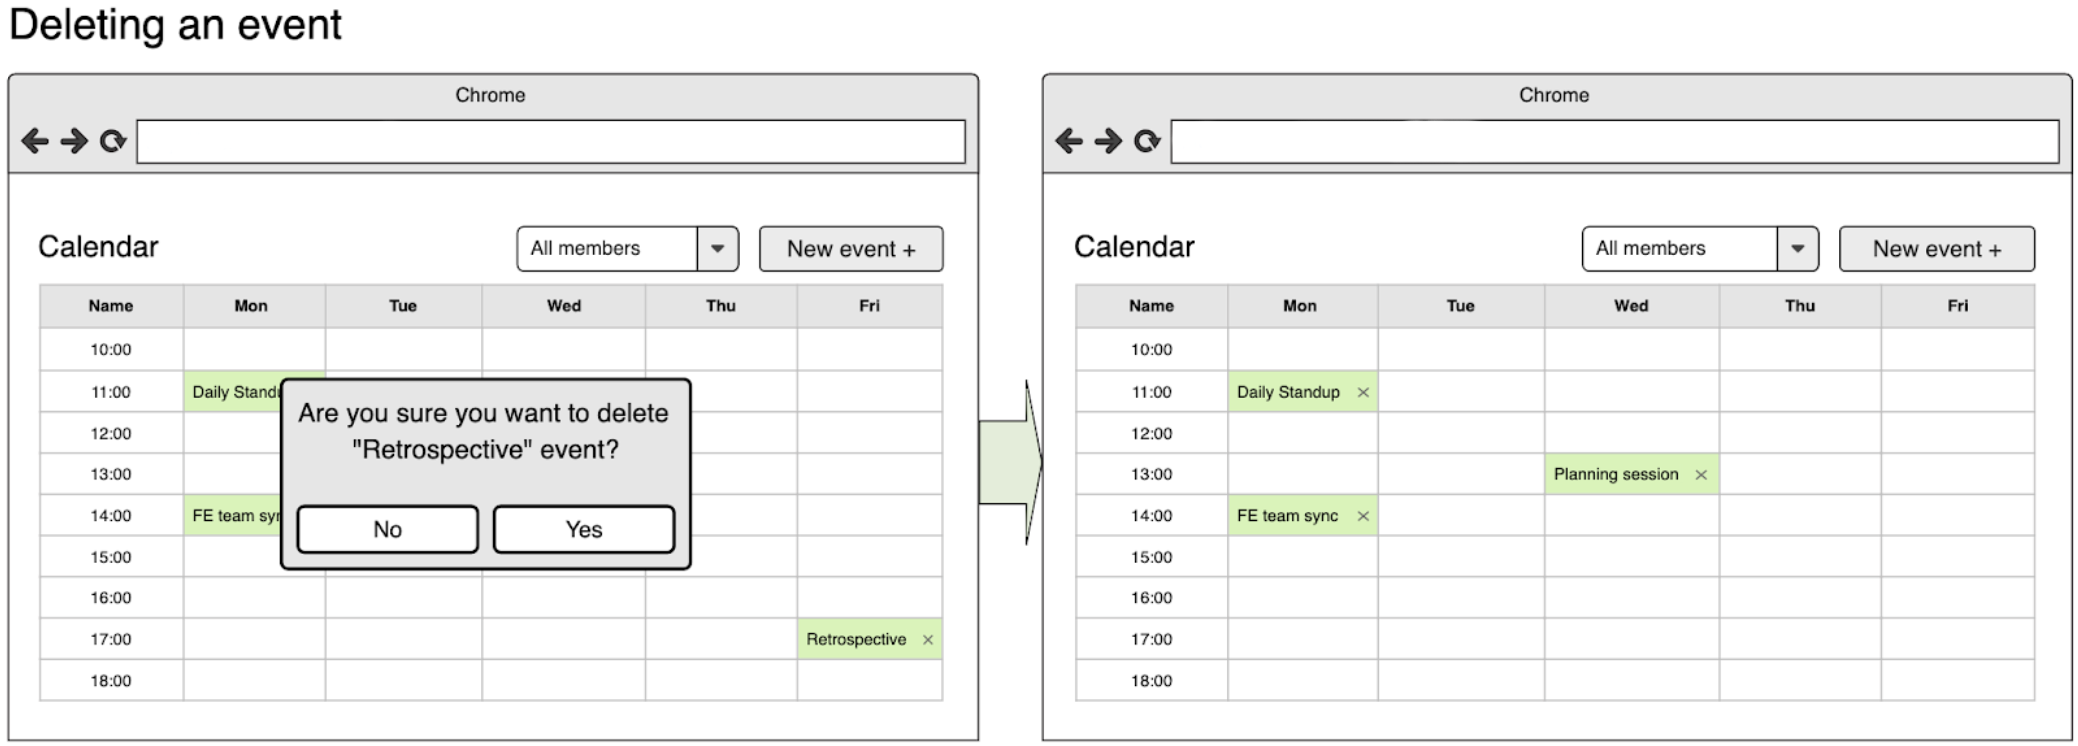 Deleting an event
Chrome
Calendar
All members
New event +
Name Mon Tue Wed Thu Fri
10:00
11:00 Daily Stand
12:00
13:00
14:00 FE team
15:00
16:00
17:00 Retrospective ×
18:00
Are you sure you want to delete
"Retrospective" event?
No Yes
Chrome
Calendar
All members
New event +
Name Mon Tue Wed Thu Fri
10:00
11:00 Daily Standup ×
12:00
13:00 Planning session ×
14:00 FE team sync ×
15:00
16:00
17:00
18:00